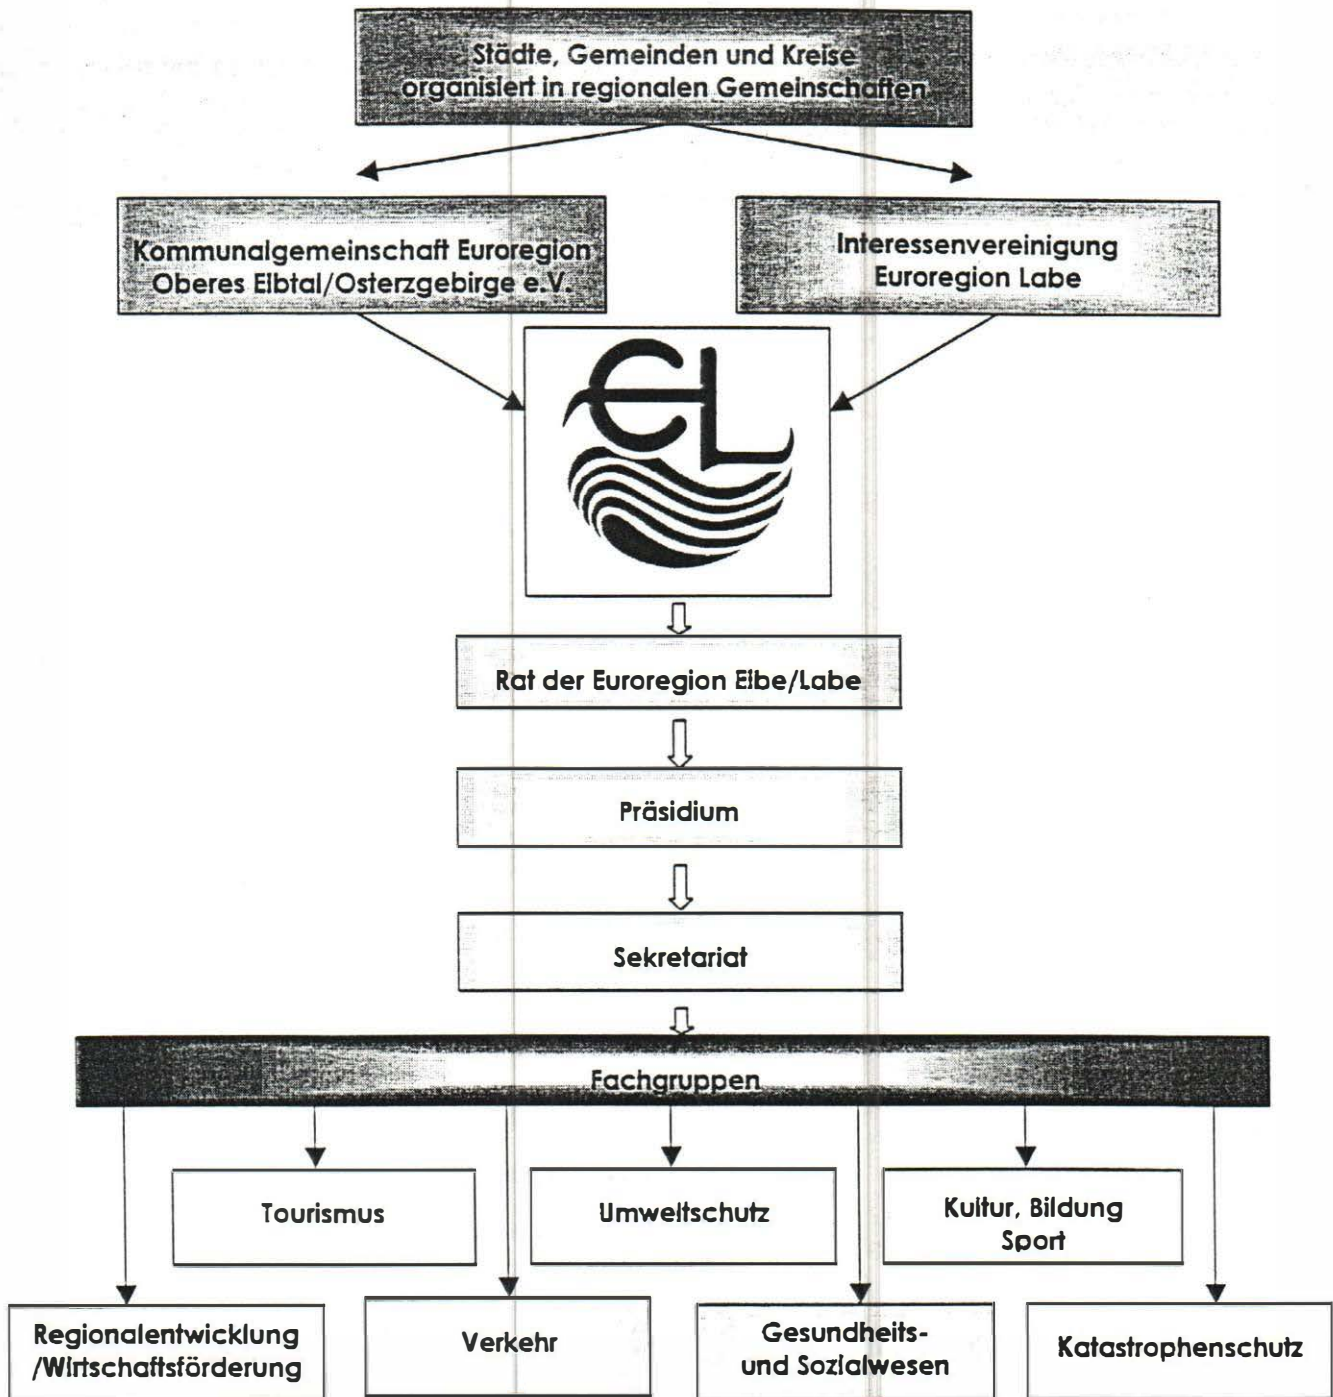 Städte, Gemeinden und Kreise
organisiert in regionalen Gemeinschaften
Kommunalgemeinschaft Euroregion
Oberes Elbtal/Osterzgebirge e.V.
Interessenvereinigung
Euroregion Labe
EL
Rat der Euroregion Elbe/Labe
Präsidium
Sekretariat
Fachgruppen
Tourismus
Umweltschutz
Kultur, Bildung
Sport
Regionalentwicklung
/Wirtschaftsförderung
Verkehr
Gesundheits-
und Sozialwesen
Katastrophenschutz